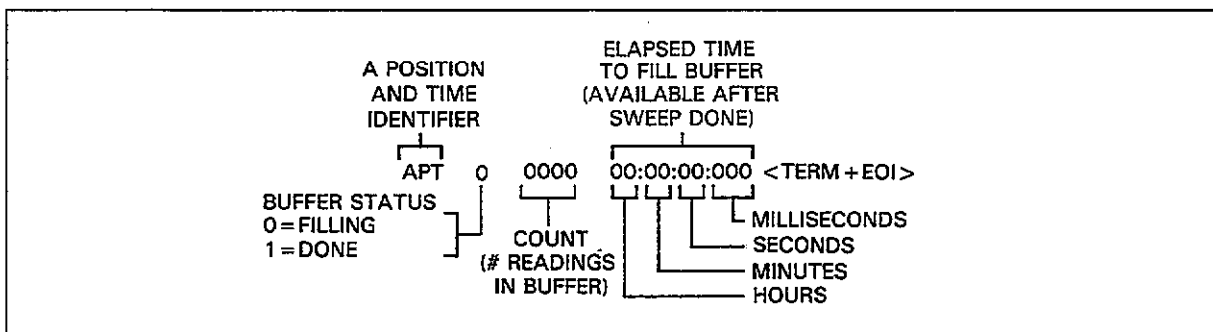 ELAPSED TIME
TO FILL BUFFER
(AVAILABLE AFTER
SWEEP DONE)
A POSITION
AND TIME
IDENTIFIER
APT 0 0000 00:00:00:000 <TERM+EOI>
BUFFER STATUS
0=FILLING
1=DONE
COUNT
(# READINGS
IN BUFFER)
MILLISECONDS
SECONDS
MINUTES
HOURS